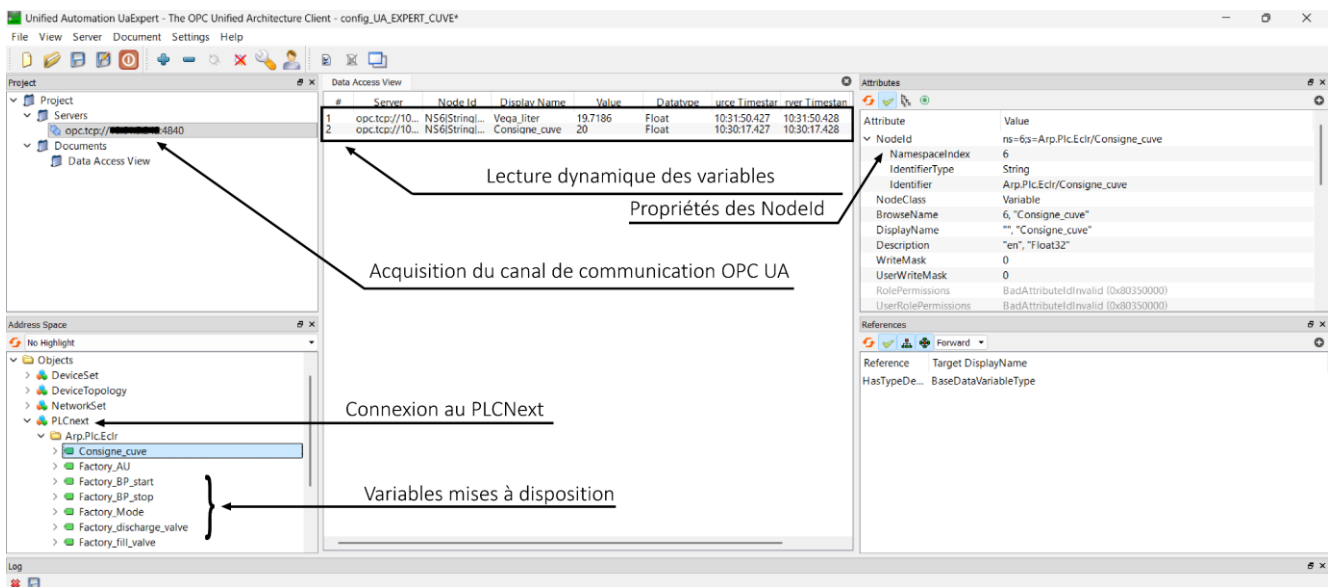 Unified Automation UaExpert - The OPC Unified Architecture Client - config_UA_EXPERT_CUVE*
File View Server Document Settings Help
Project
Project
Servers
opc.tcp:// :4840
Documents
Data Access View
Data Access View
# Server Node Id Display Name Value Datatype urce Timestar rver Timestan
1 opc.tcp://10... NS6|String|... Vega_liter 19.7186 Float 10:31:50.427 10:31:50.428
2 opc.tcp://10... NS6|String|... Consigne_cuve 20 Float 10:30:17.427 10:30:17.428
Lecture dynamique des variables
Propriétés des NodeId
Acquisition du canal de communication OPC UA
Connexion au PLCNext
Variables mises à disposition
Attributes
Attribute Value
NodeId ns=6;s=Arp.Plc.Eclr/Consigne_cuve
NamespaceIndex 6
IdentifierType String
Identifier Arp.Plc.Eclr/Consigne_cuve
NodeClass Variable
BrowseName 6, "Consigne_cuve"
DisplayName "", "Consigne_cuve"
Description "en", "Float32"
WriteMask 0
UserWriteMask 0
RolePermissions BadAttributeIdInvalid (0x80350000)
UserRolePermissions BadAttributeIdInvalid (0x80350000)
Address Space
No Highlight
Objects
DeviceSet
DeviceTopology
NetworkSet
PLCnext
Arp.Plc.Eclr
Consigne_cuve
Factory_AU
Factory_BP_start
Factory_BP_stop
Factory_Mode
Factory_discharge_valve
Factory_fill_valve
References
Forward
Reference Target DisplayName
HasTypeDe... BaseDataVariableType
Log